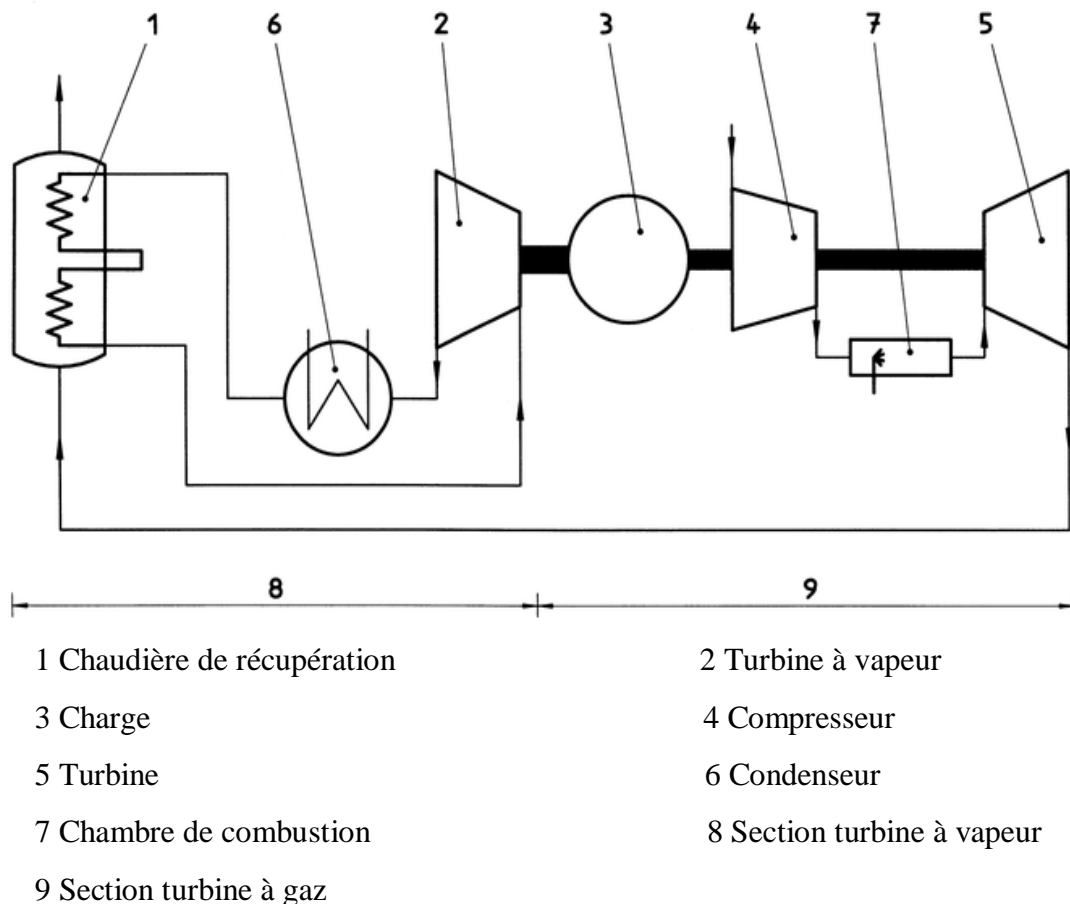 1 6 2 3 4 7 5
8 9
1 Chaudière de récupération 2 Turbine à vapeur
3 Charge 4 Compresseur
5 Turbine 6 Condenseur
7 Chambre de combustion 8 Section turbine à vapeur
9 Section turbine à gaz